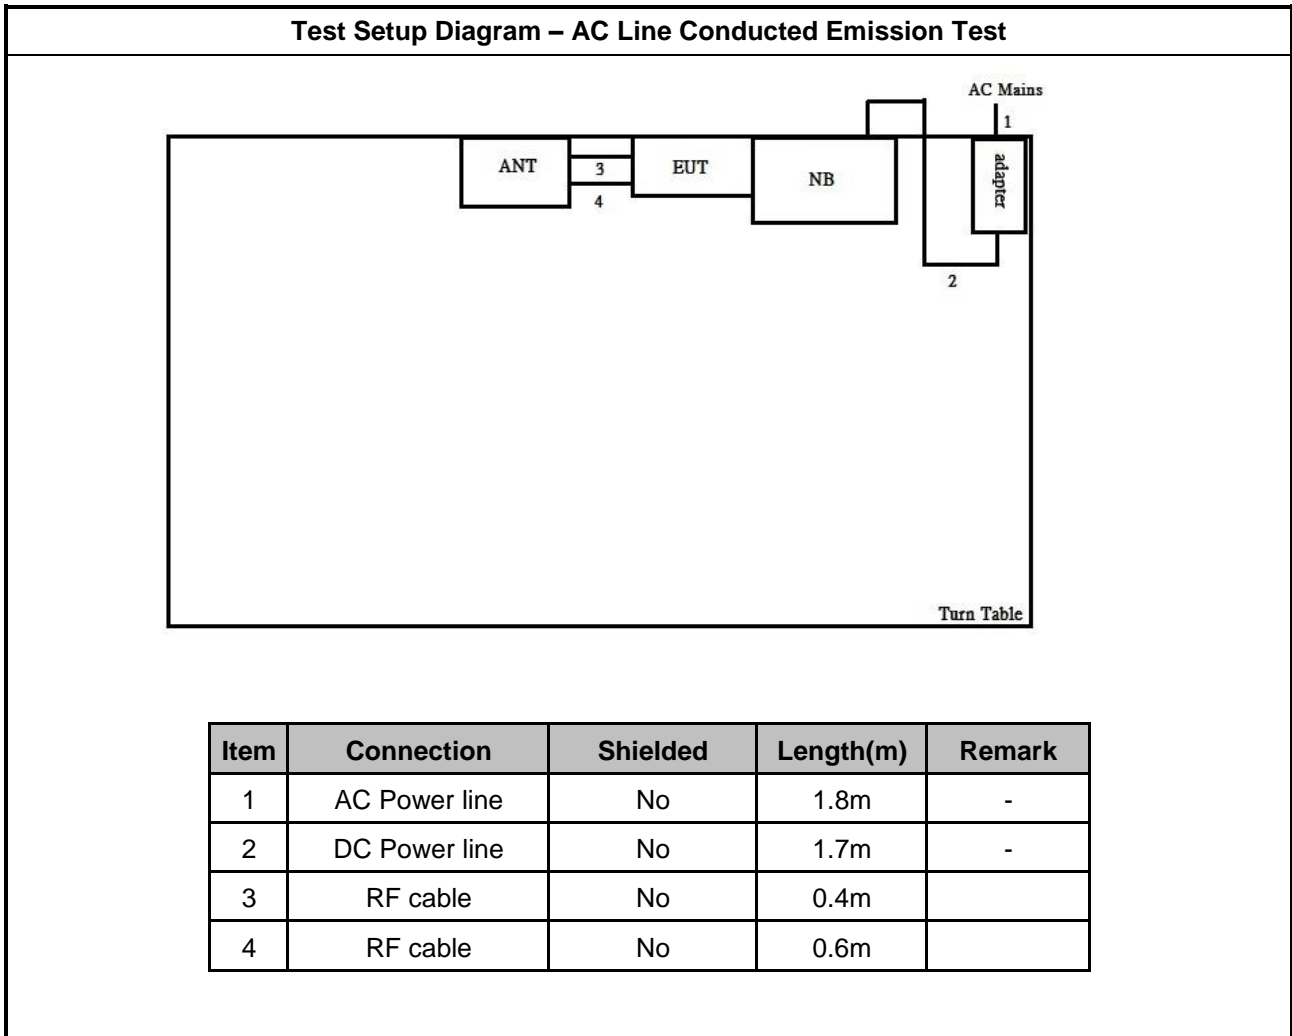 Test Setup Diagram – AC Line Conducted Emission Test
AC Mains
1
ANT
3
4
EUT
NB
adapter
2
Turn Table
Item Connection Shielded Length(m) Remark
1 AC Power line No 1.8m -
2 DC Power line No 1.7m -
3 RF cable No 0.4m
4 RF cable No 0.6m